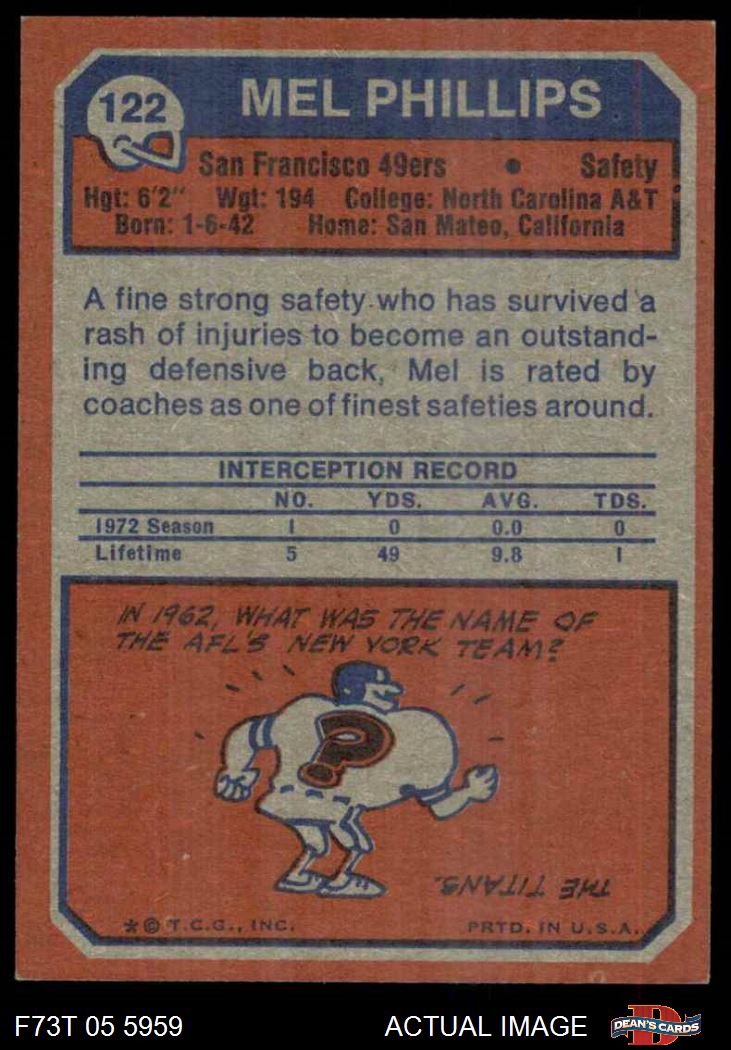 122
MEL PHILLIPS
San Francisco 49ers • Safety
Hgt: 6'2" Wgt: 194 College: North Carolina A&T
Born: 1-6-42 Home: San Mateo, California
A fine strong safety who has survived a
rash of injuries to become an outstand-
ing defensive back, Mel is rated by
coaches as one of finest safeties around.
INTERCEPTION RECORD
NO. YDS. AVG. TDS.
1972 Season 1 0 0.0 0
Lifetime 5 49 9.8 1
IN 1962, WHAT WAS THE NAME OF
THE AFL'S NEW YORK TEAM?
?
THE TITANS.
*© T.C.G., INC. PRTD. IN U.S.A.
F73T 05 5959 ACTUAL IMAGE D DEAN'S CARDS